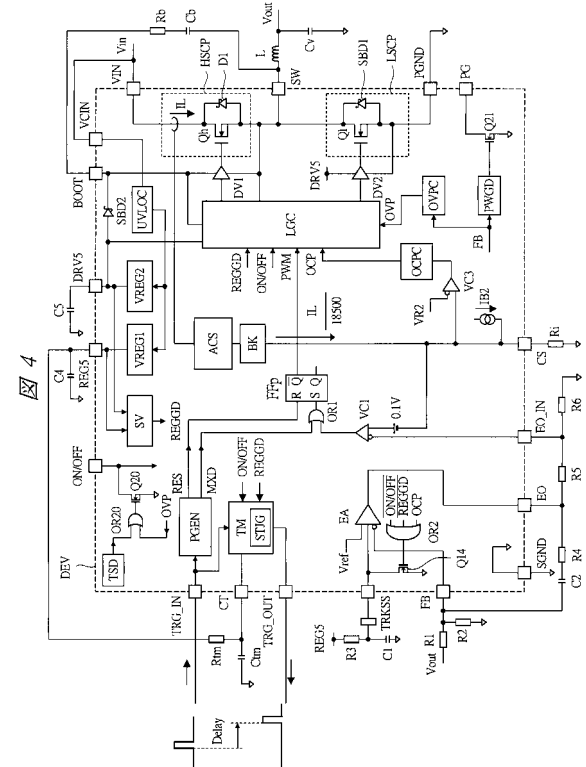 図 4
Rb
Cb
Vout
Vin
L
Cv
VIN
SW
PGND
PG
VCIN
BOOT
DRV5
REG5
ON/OFF
C5
C4
HSCP
D1
IL
Qh
LSCP
SBD1
Ql
Q21
SBD2
UVLOC
DV1
DRV5
DV2
OVP
LGC
OVPC
PWGD
FB
VREG2
VREG1
SV
REGGD
REGGD
ON/OFF
PWM
OCP
OCPC
VC3
VR2
IB2
ACS
BK
IL
18500
CS
Ri
FFp
R Q
S Q
OR1
VC1
0.1V
EO_IN
R6
R5
EO
R4
C2
SGND
DEV
TSD
OR20
Q20
OVP
RES
MXD
PGEN
TM
STJG
ON/OFF
REGGD
EA
Vref
ON/OFF
REGGD
OCP
OR2
Q14
TRG_IN
CT
TRG_OUT
TRKSS
FB
Rtm
Ctm
REG5
R3
C1
R1
R2
Vout
Delay